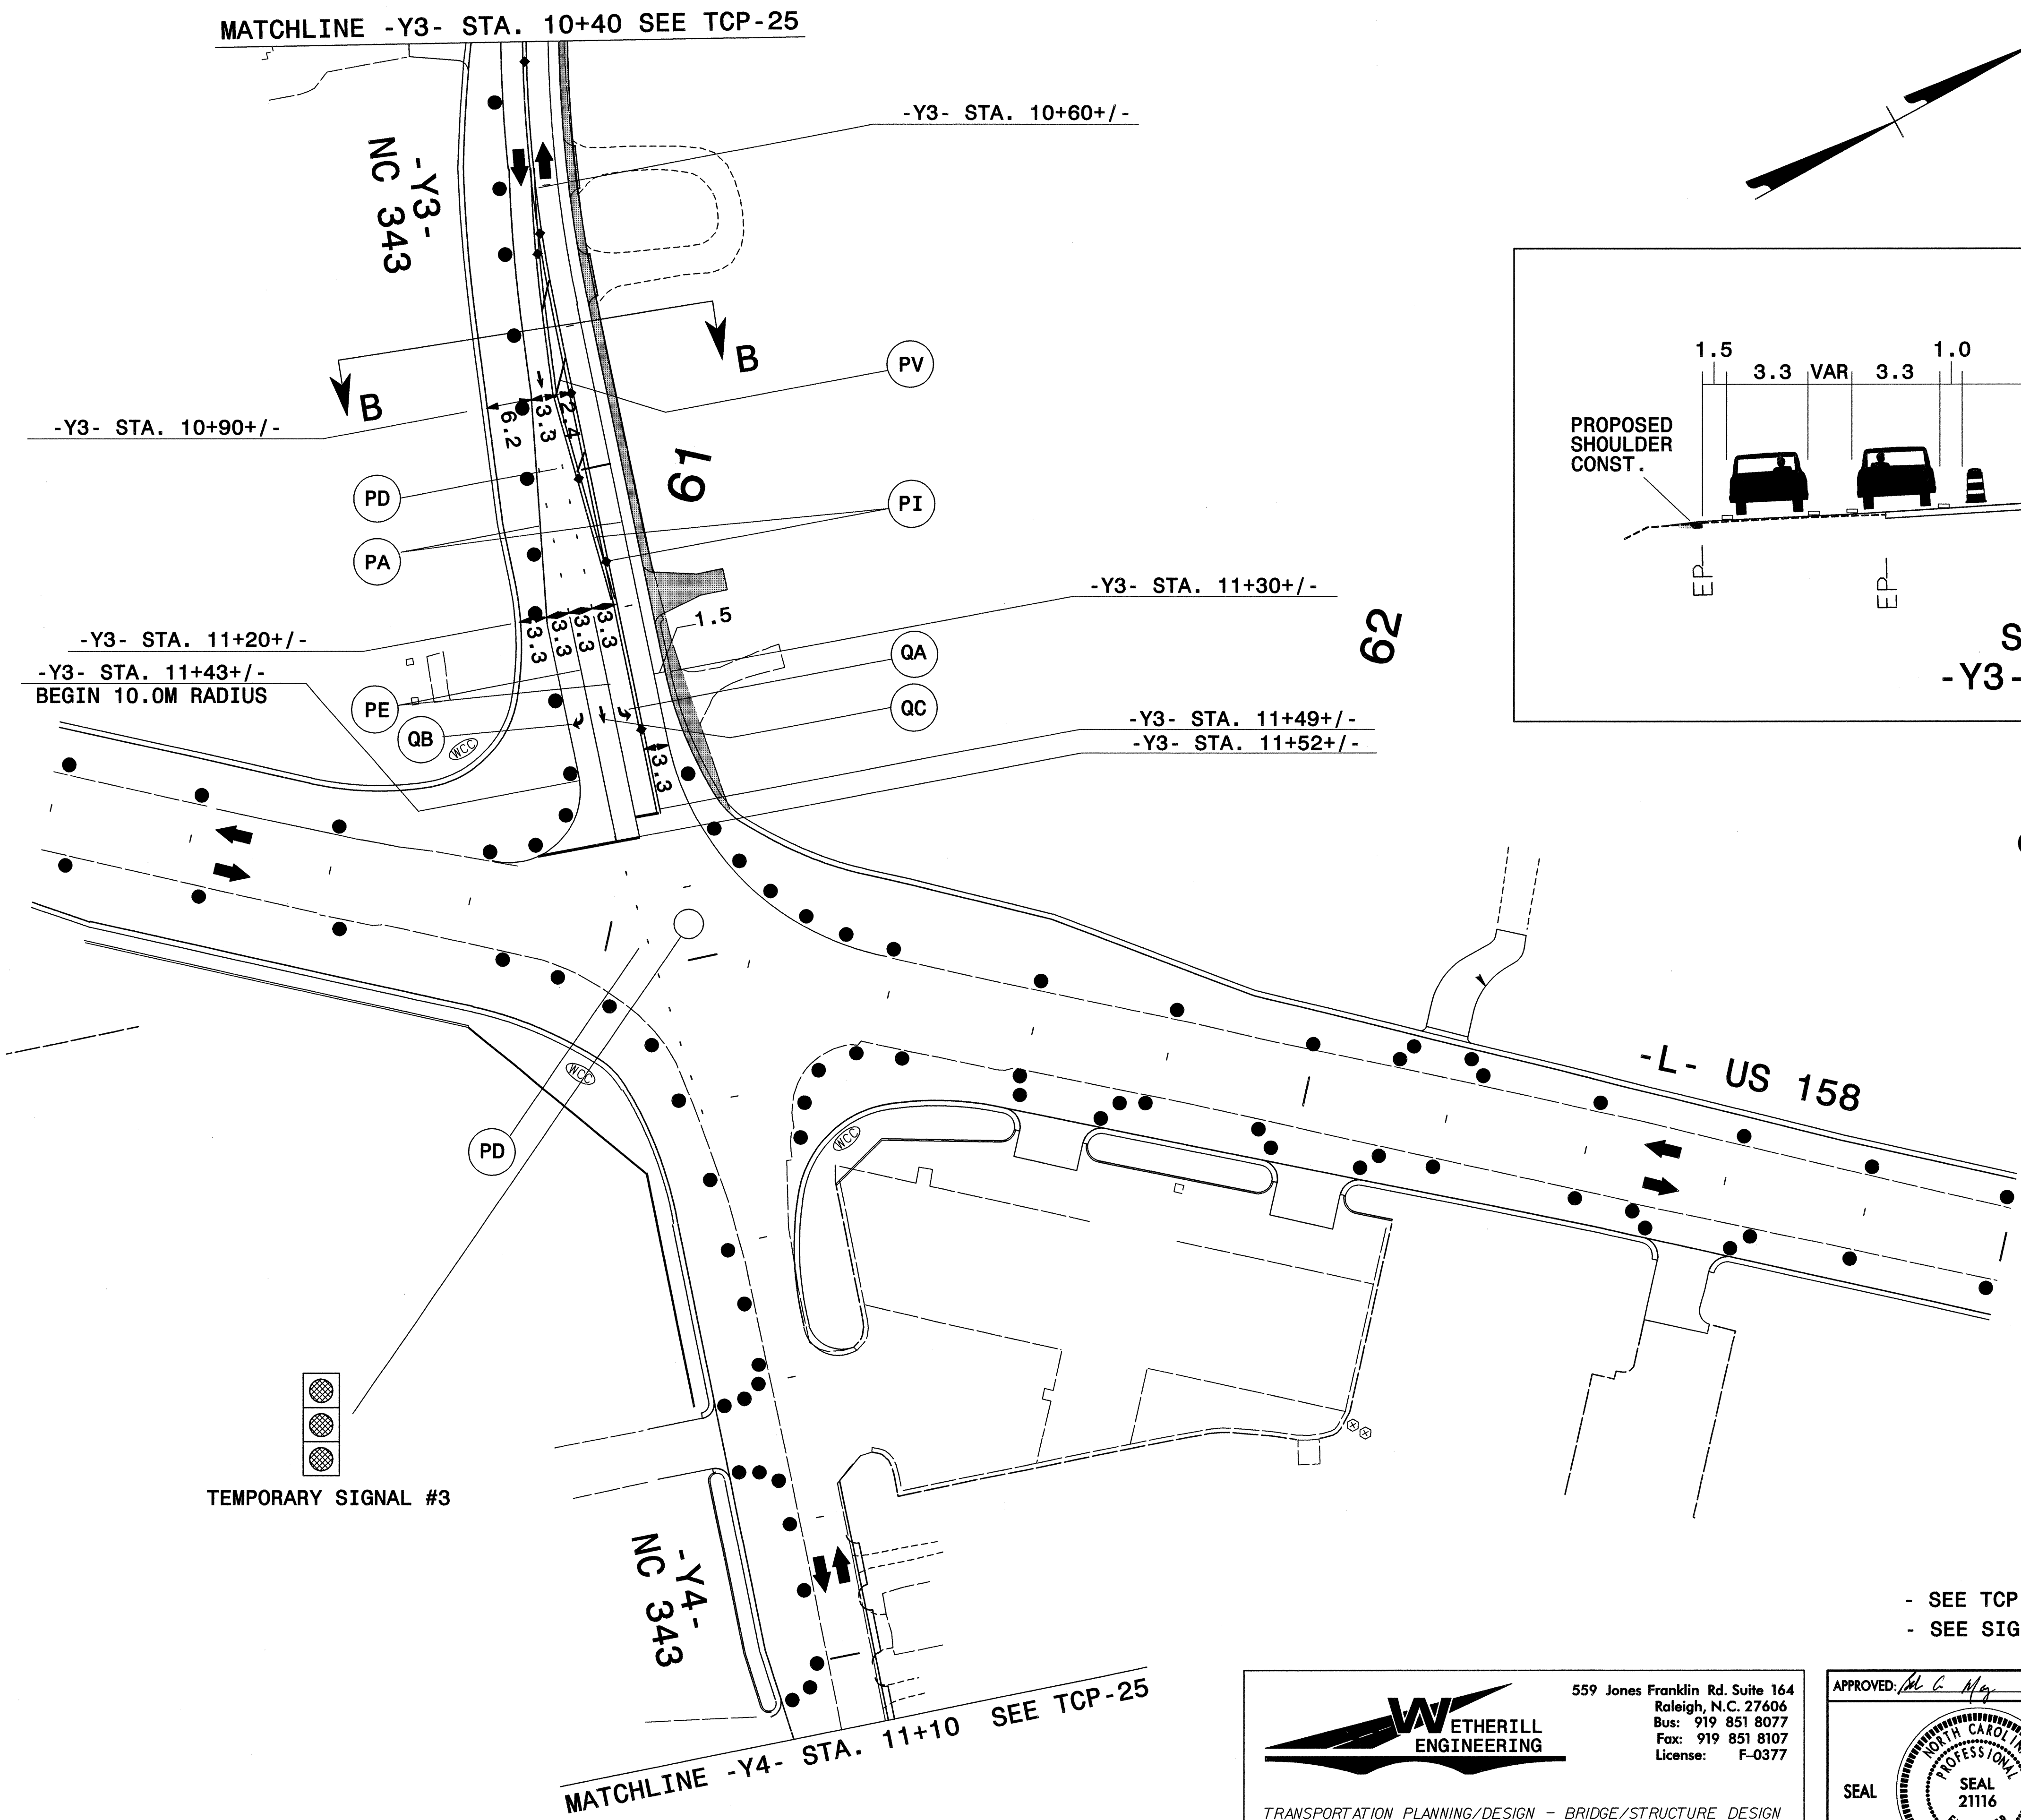 MATCHLINE -Y3- STA. 10+40 SEE TCP-25
-Y3- STA. 10+60+/-
-Y3-
NC 343
B
B
PV
-Y3- STA. 10+90+/-
6.2
3.3
2.4
61
PD
PI
PA
62
-Y3- STA. 11+30+/-
1.5
-Y3- STA. 11+20+/-
3.3
3.3
3.3
3.3
QA
-Y3- STA. 11+43+/-
BEGIN 10.0M RADIUS
PE
QC
QB
WCC
-Y3- STA. 11+49+/-
-Y3- STA. 11+52+/-
3.3
1.5
1.0
3.3
VAR
3.3
PROPOSED
SHOULDER
CONST.
EP
EP
S
-Y3-
-L- US 158
WCC
WCC
PD
TEMPORARY SIGNAL #3
-Y4-
NC 343
MATCHLINE -Y4- STA. 11+10 SEE TCP-25
- SEE TCP
- SEE SIG
WETHERILL
ENGINEERING
559 Jones Franklin Rd. Suite 164
Raleigh, N.C. 27606
Bus: 919 851 8077
Fax: 919 851 8107
License: F-0377
TRANSPORTATION PLANNING/DESIGN - BRIDGE/STRUCTURE DESIGN
APPROVED:
SEAL
NORTH CAROLIN
PROFESSIONAL
SEAL
21116